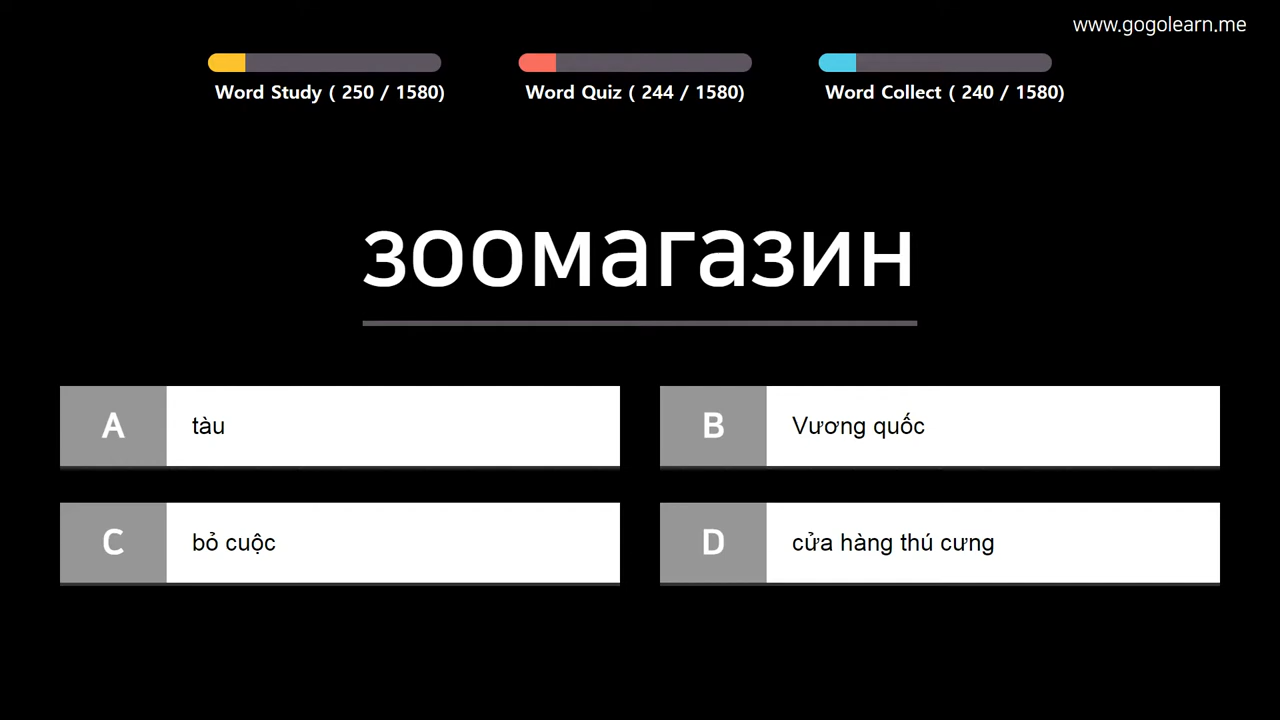 www.gogolearn.me
Word Study ( 250 / 1580)
Word Quiz ( 244 / 1580)
Word Collect ( 240 / 1580)
зоомагазин
A tàu
B Vương quốc
C bỏ cuộc
D cửa hàng thú cưng